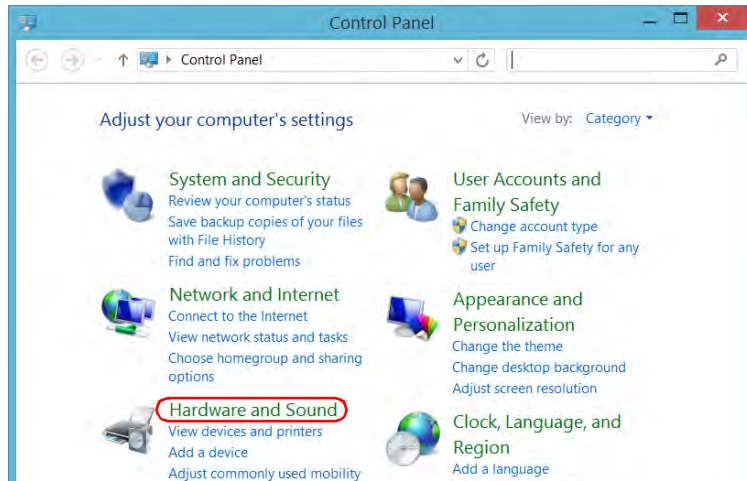 Control Panel
Control Panel
Adjust your computer's settings
View by: Category
System and Security
Review your computer's status
Save backup copies of your files
with File History
Find and fix problems
Network and Internet
Connect to the Internet
View network status and tasks
Choose homegroup and sharing
options
Hardware and Sound
View devices and printers
Add a device
Adjust commonly used mobility
User Accounts and
Family Safety
Change account type
Set up Family Safety for any
user
Appearance and
Personalization
Change the theme
Change desktop background
Adjust screen resolution
Clock, Language, and
Region
Add a language